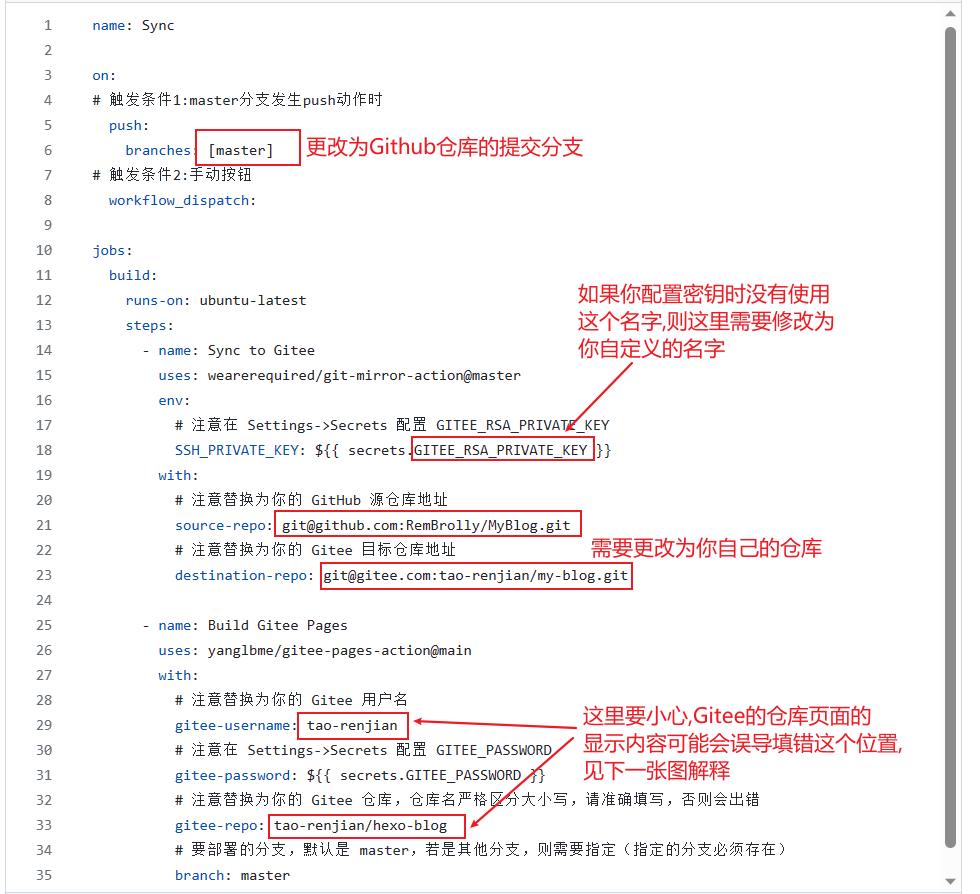 1 name: Sync
2
3 on:
4 # 触发条件1:master分支发生push动作时
5 push:
6 branches: [master] 更改为Github仓库的提交分支
7 # 触发条件2:手动按钮
8 workflow_dispatch:
9
10 jobs:
11 build:
12 runs-on: ubuntu-latest
13 steps:
如果你配置密钥时没有使用
这个名字,则这里需要修改为
你自定义的名字
14 - name: Sync to Gitee
15 uses: wearerequired/git-mirror-action@master
16 env:
17 # 注意在 Settings->Secrets 配置 GITEE_RSA_PRIVATE_KEY
18 SSH_PRIVATE_KEY: ${{ secrets.GITEE_RSA_PRIVATE_KEY }}
19 with:
20 # 注意替换为你的 GitHub 源仓库地址
21 source-repo: git@github.com:RemBrolly/MyBlog.git
22 # 注意替换为你的 Gitee 目标仓库地址
需要更改为你自己的仓库
23 destination-repo: git@gitee.com:tao-renjian/my-blog.git
24
25 - name: Build Gitee Pages
26 uses: yanglbme/gitee-pages-action@main
27 with:
28 # 注意替换为你的 Gitee 用户名
29 gitee-username: tao-renjian
这里要小心,Gitee的仓库页面的
显示内容可能会误导填错这个位置,
见下一张图解释
30 # 注意在 Settings->Secrets 配置 GITEE_PASSWORD
31 gitee-password: ${{ secrets.GITEE_PASSWORD }}
32 # 注意替换为你的 Gitee 仓库，仓库名严格区分大小写，请准确填写，否则会出错
33 gitee-repo: tao-renjian/hexo-blog
34 # 要部署的分支，默认是 master，若是其他分支，则需要指定（指定的分支必须存在）
35 branch: master